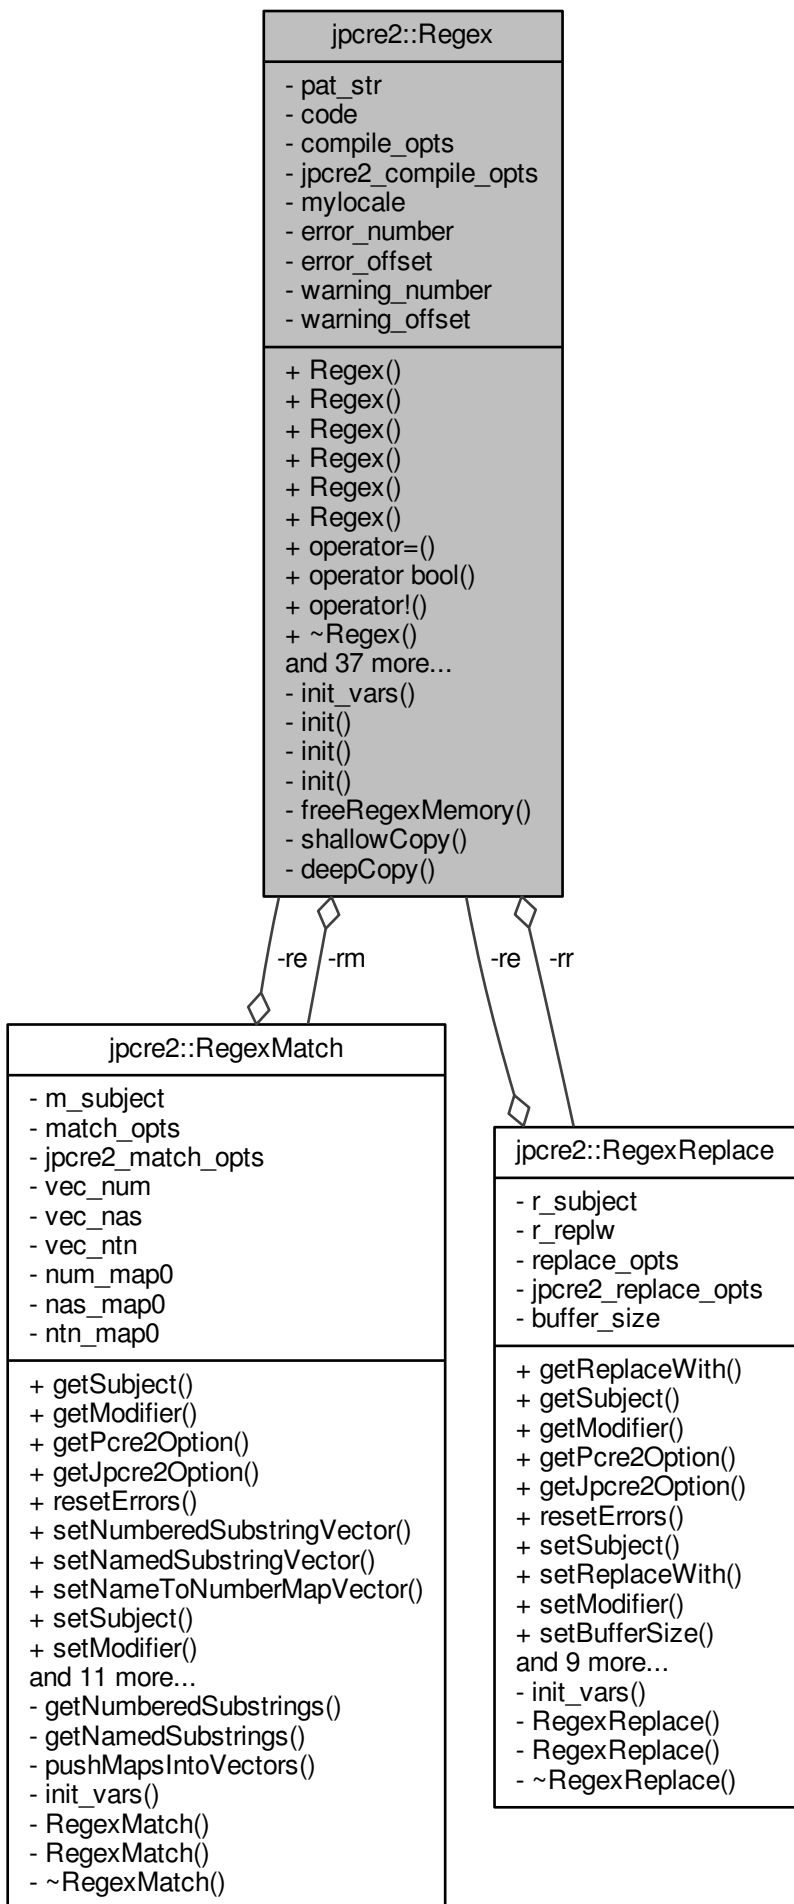 jpcre2::Regex
- pat_str
- code
- compile_opts
- jpcre2_compile_opts
- mylocale
- error_number
- error_offset
- warning_number
- warning_offset
+ Regex()
+ Regex()
+ Regex()
+ Regex()
+ Regex()
+ Regex()
+ operator=()
+ operator bool()
+ operator!()
+ ~Regex()
and 37 more...
- init_vars()
- init()
- init()
- init()
- freeRegexMemory()
- shallowCopy()
- deepCopy()
-re -rm -re -rr
jpcre2::RegexMatch
- m_subject
- match_opts
- jpcre2_match_opts
- vec_num
- vec_nas
- vec_ntn
- num_map0
- nas_map0
- ntn_map0
+ getSubject()
+ getModifier()
+ getPcre2Option()
+ getJpcre2Option()
+ resetErrors()
+ setNumberedSubstringVector()
+ setNamedSubstringVector()
+ setNameToNumberMapVector()
+ setSubject()
+ setModifier()
and 11 more...
- getNumberedSubstrings()
- getNamedSubstrings()
- pushMapsIntoVectors()
- init_vars()
- RegexMatch()
- RegexMatch()
- ~RegexMatch()
jpcre2::RegexReplace
- r_subject
- r_replw
- replace_opts
- jpcre2_replace_opts
- buffer_size
+ getReplaceWith()
+ getSubject()
+ getModifier()
+ getPcre2Option()
+ getJpcre2Option()
+ resetErrors()
+ setSubject()
+ setReplaceWith()
+ setModifier()
+ setBufferSize()
and 9 more...
- init_vars()
- RegexReplace()
- RegexReplace()
- ~RegexReplace()